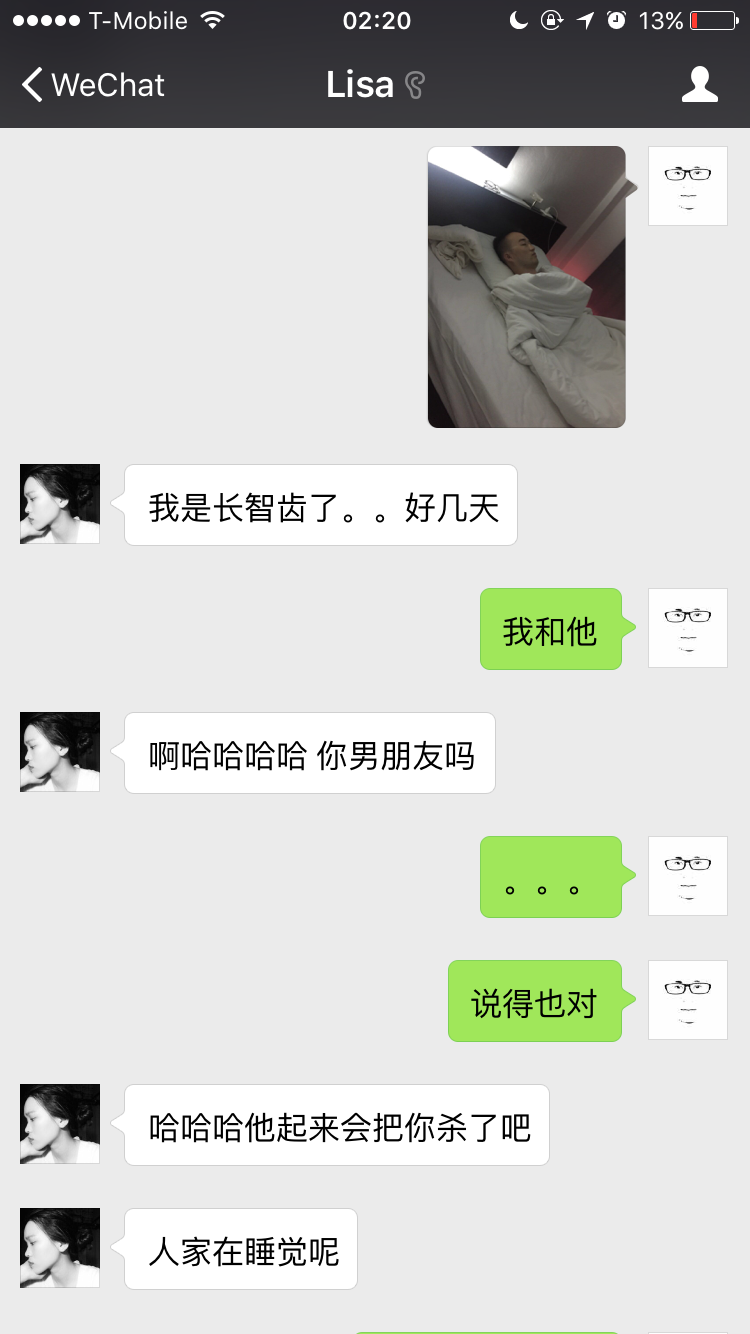 T-Mobile 02:20 13%
WeChat Lisa
我是长智齿了。。好几天
我和他
啊哈哈哈哈 你男朋友吗
。。。
说得也对
哈哈哈他起来会把你杀了吧
人家在睡觉呢